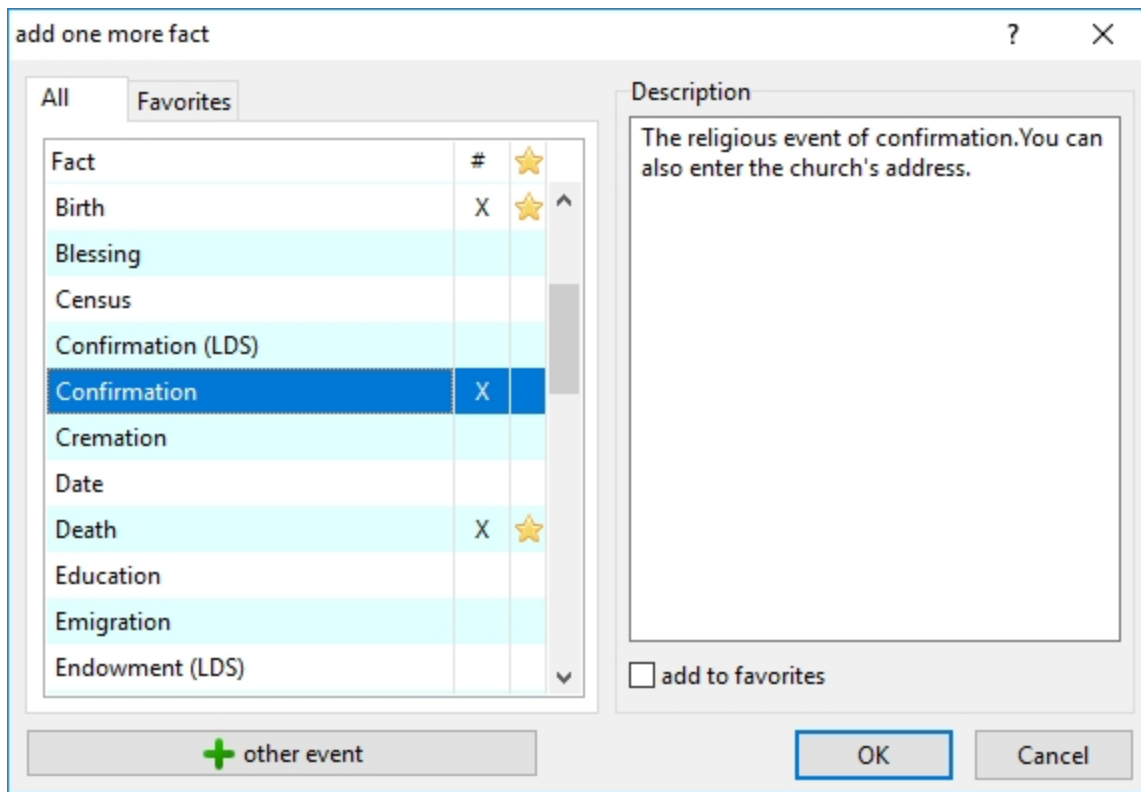 add one more fact ?
All
Favorites
Fact #
Birth X
Blessing
Census
Confirmation (LDS)
Confirmation X
Cremation
Date
Death X
Education
Emigration
Endowment (LDS)
other event
Description
The religious event of confirmation.You can
also enter the church's address.
add to favorites
OK
Cancel